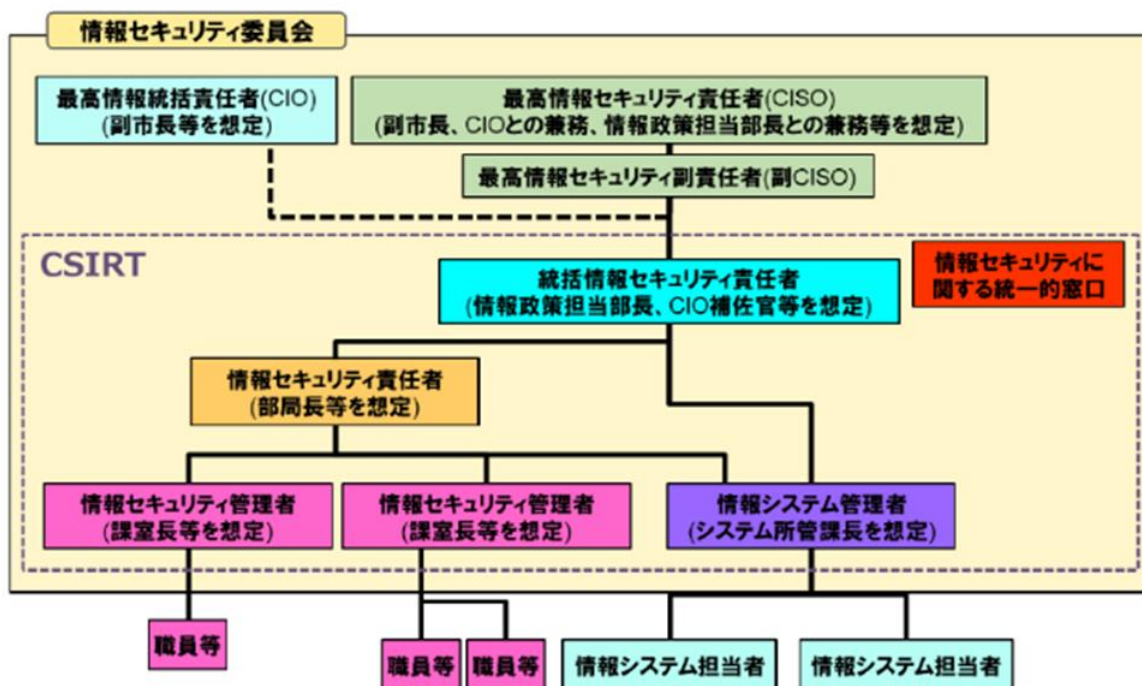 情報セキュリティ委員会
最高情報統括責任者(CIO)
(副市長等を想定)
最高情報セキュリティ責任者(CISO)
(副市長、CIOとの兼務、情報政策担当部長との兼務等を想定)
最高情報セキュリティ副責任者(副CISO)
CSIRT
統括情報セキュリティ責任者
(情報政策担当部長、CIO補佐官等を想定)
情報セキュリティに
関する統一的窓口
情報セキュリティ責任者
(部局長等を想定)
情報セキュリティ管理者
(課室長等を想定)
情報セキュリティ管理者
(課室長等を想定)
情報システム管理者
(システム所管課長を想定)
職員等
職員等
職員等
情報システム担当者
情報システム担当者